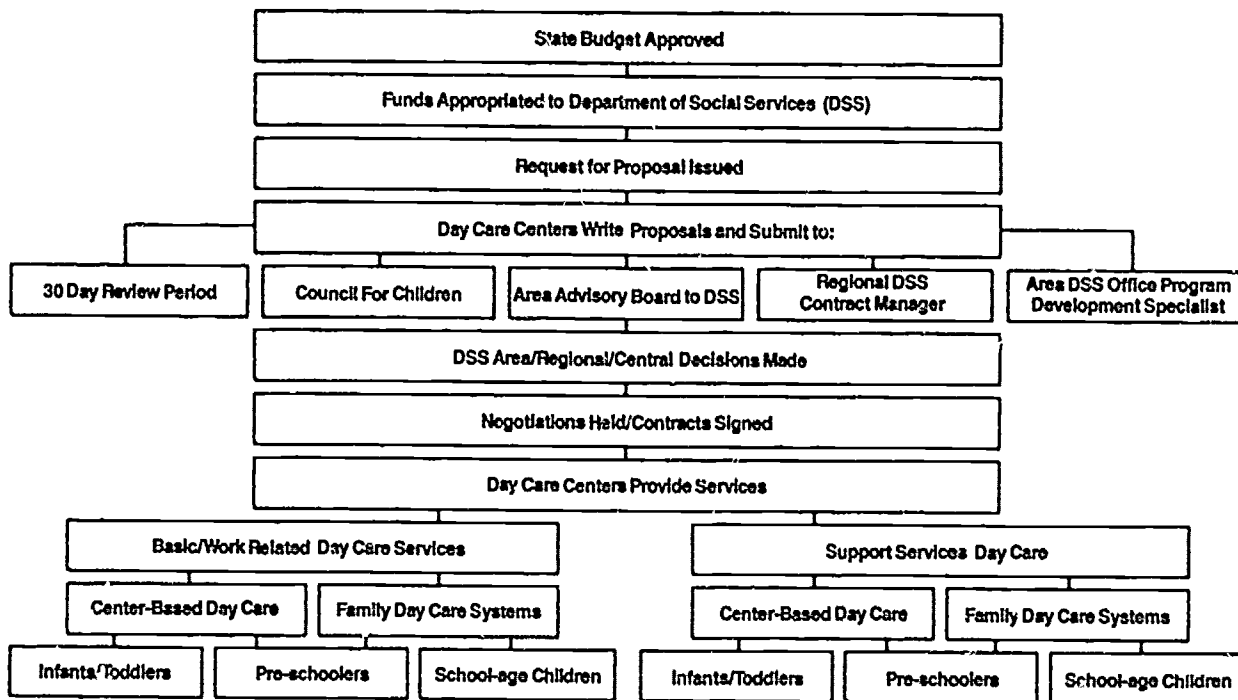 State Budget Approved
Funds Appropriated to Department of Social Services (DSS)
Request for Proposal Issued
Day Care Centers Write Proposals and Submit to:
30 Day Review Period
Council For Children
Area Advisory Board to DSS
Regional DSS
Contract Manager
Area DSS Office Program
Development Specialist
DSS Area/Regional/Central Decisions Made
Negotiations Held/Contracts Signed
Day Care Centers Provide Services
Basic/Work Related Day Care Services
Support Services Day Care
Center-Based Day Care
Family Day Care Systems
Center-Based Day Care
Family Day Care Systems
Infants/Toddlers
Pre-schoolers
School-age Children
Infants/Toddlers
Pre-schoolers
School-age Children